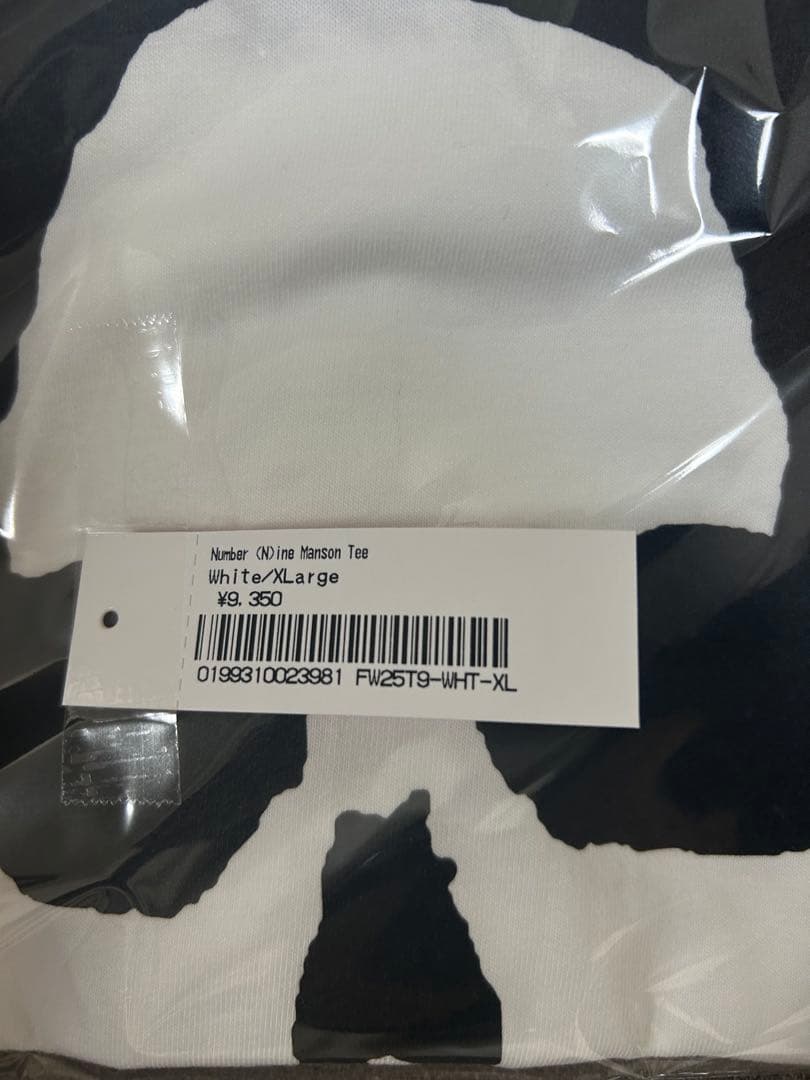 Number (N)ine Manson Tee
White/XLarge
¥9,350
0199310023981 FW25T9-WHT-XL